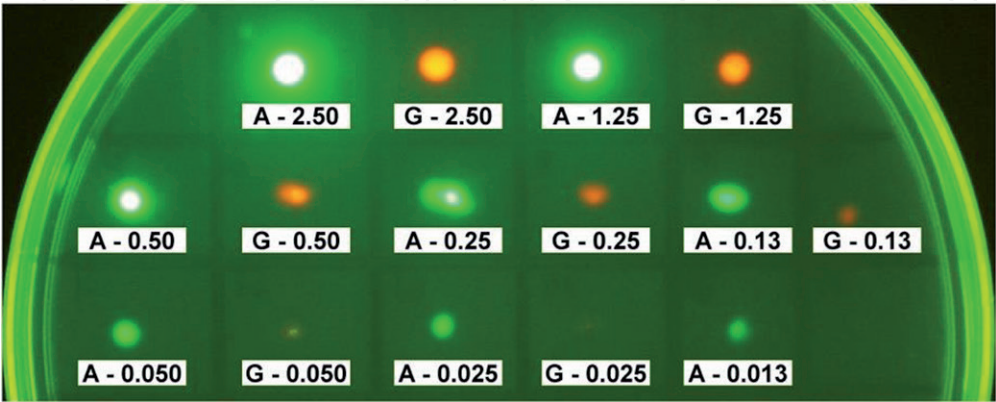 A - 2.50 G - 2.50 A - 1.25 G - 1.25
A - 0.50 G - 0.50 A - 0.25 G - 0.25 A - 0.13 G - 0.13
A - 0.050 G - 0.050 A - 0.025 G - 0.025 A - 0.013